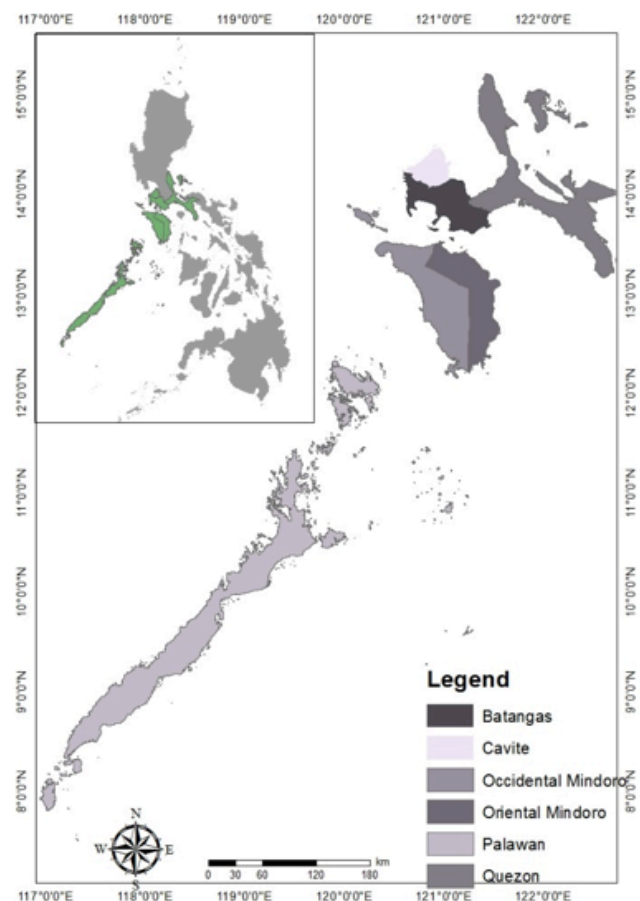 117°0'0"E 118°0'0"E 119°0'0"E 120°0'0"E 121°0'0"E 122°0'0"E
15°0'0"N 15°0'0"N
14°0'0"N 14°0'0"N
13°0'0"N 13°0'0"N
12°0'0"N 12°0'0"N
11°0'0"N 11°0'0"N
10°0'0"N 10°0'0"N
9°0'0"N 9°0'0"N
8°0'0"N 8°0'0"N
Legend
Batangas
Cavite
Occidental Mindoro
Oriental Mindoro
Palawan
Quezon
N
W E
S
km
0 30 60 120 180
117°0'0"E 118°0'0"E 119°0'0"E 120°0'0"E 121°0'0"E 122°0'0"E